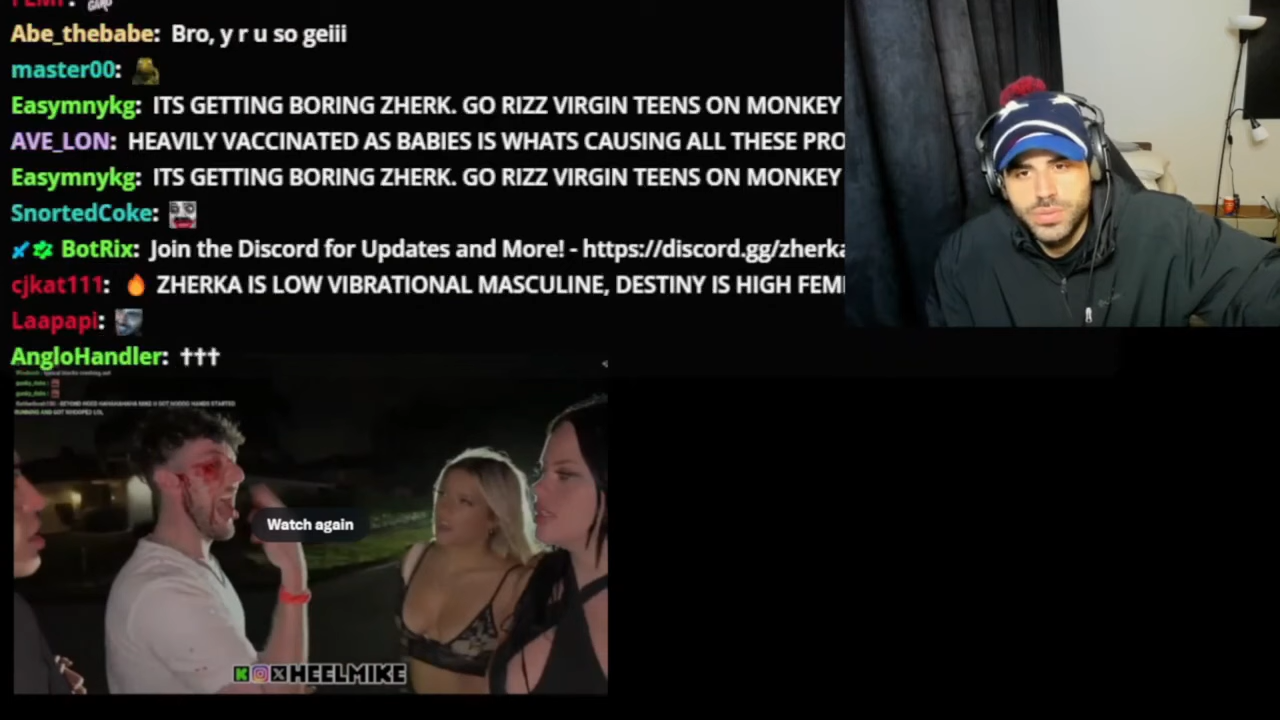 Abe_thebabe: Bro, y r u so geiii
master00:
Easymnykg: ITS GETTING BORING ZHERK. GO RIZZ VIRGIN TEENS ON MONKEY
AVE_LON: HEAVILY VACCINATED AS BABIES IS WHATS CAUSING ALL THESE PRO
Easymnykg: ITS GETTING BORING ZHERK. GO RIZZ VIRGIN TEENS ON MONKEY
SnortedCoke:
BotRix: Join the Discord for Updates and More! - https://discord.gg/zherka
cjkat111: ZHERKA IS LOW VIBRATIONAL MASCULINE, DESTINY IS HIGH FEMI
Laapapi:
AngloHandler: †††
Watch again
K X HEELMIKE